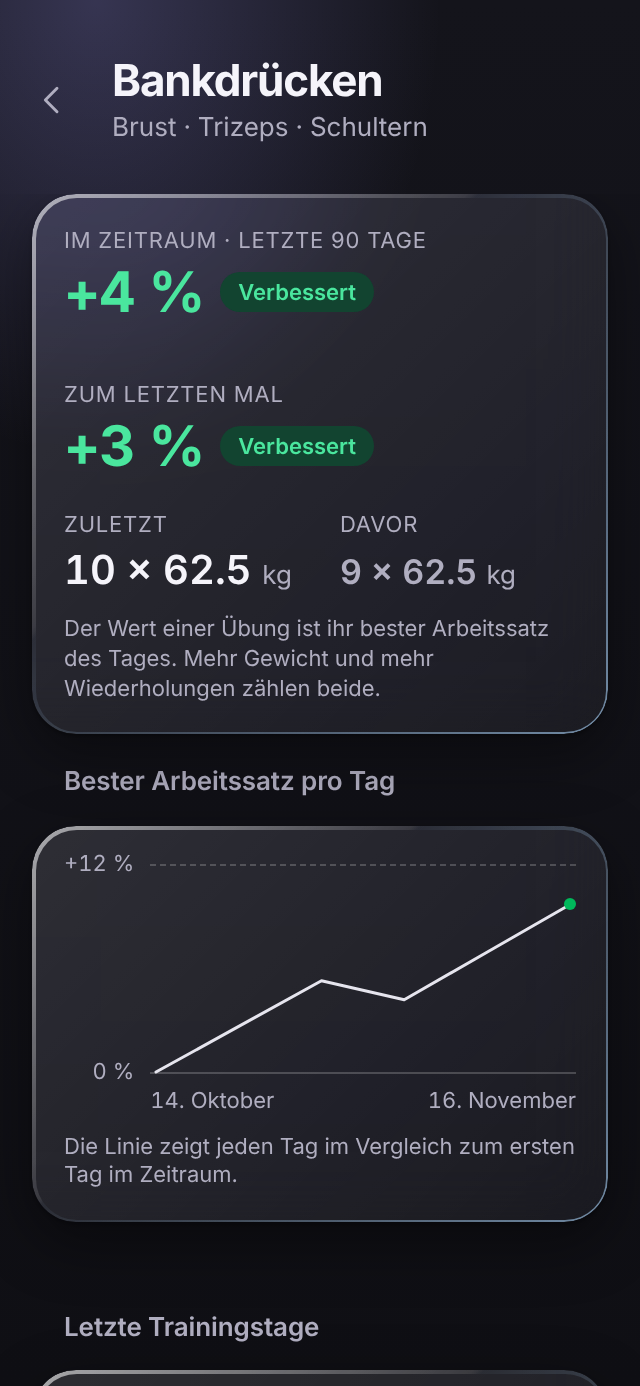 Bankdrücken
Brust · Trizeps · Schultern
IM ZEITRAUM · LETZTE 90 TAGE
+4 % Verbessert
ZUM LETZTEN MAL
+3 % Verbessert
ZULETZT DAVOR
10 × 62.5 kg 9 × 62.5 kg
Der Wert einer Übung ist ihr bester Arbeitssatz
des Tages. Mehr Gewicht und mehr
Wiederholungen zählen beide.
Bester Arbeitssatz pro Tag
+12 %
0 %
14. Oktober 16. November
Die Linie zeigt jeden Tag im Vergleich zum ersten
Tag im Zeitraum.
Letzte Trainingstage